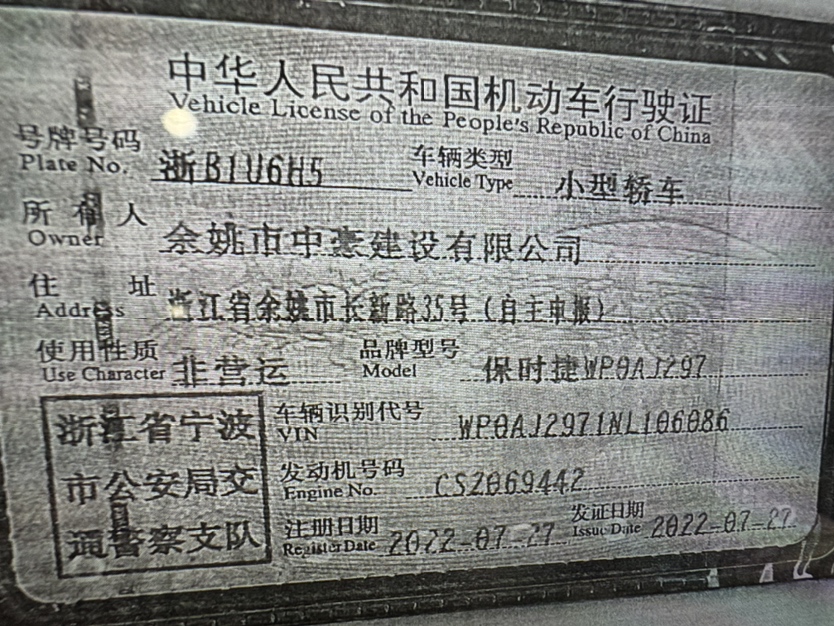 中华人民共和国机动车行驶证
Vehicle License of the People's Republic of China
号牌号码 浙B1U6H5 车辆类型 小型轿车
Plate No. Vehicle Type
所有人 余姚市中豪建设有限公司
Owner
住址 浙江省余姚市长新路35号（自主申报）
Address
使用性质 非营运 品牌型号 保时捷WP0AJ297
Use Character Model
浙江省宁波 车辆识别代号 WP0AJ2971NL106086
VIN
市公安局交 发动机号码 CSZ069442
Engine No.
通警察支队 注册日期 2022-07-27 发证日期 2022-07-27
Register Date Issue Date